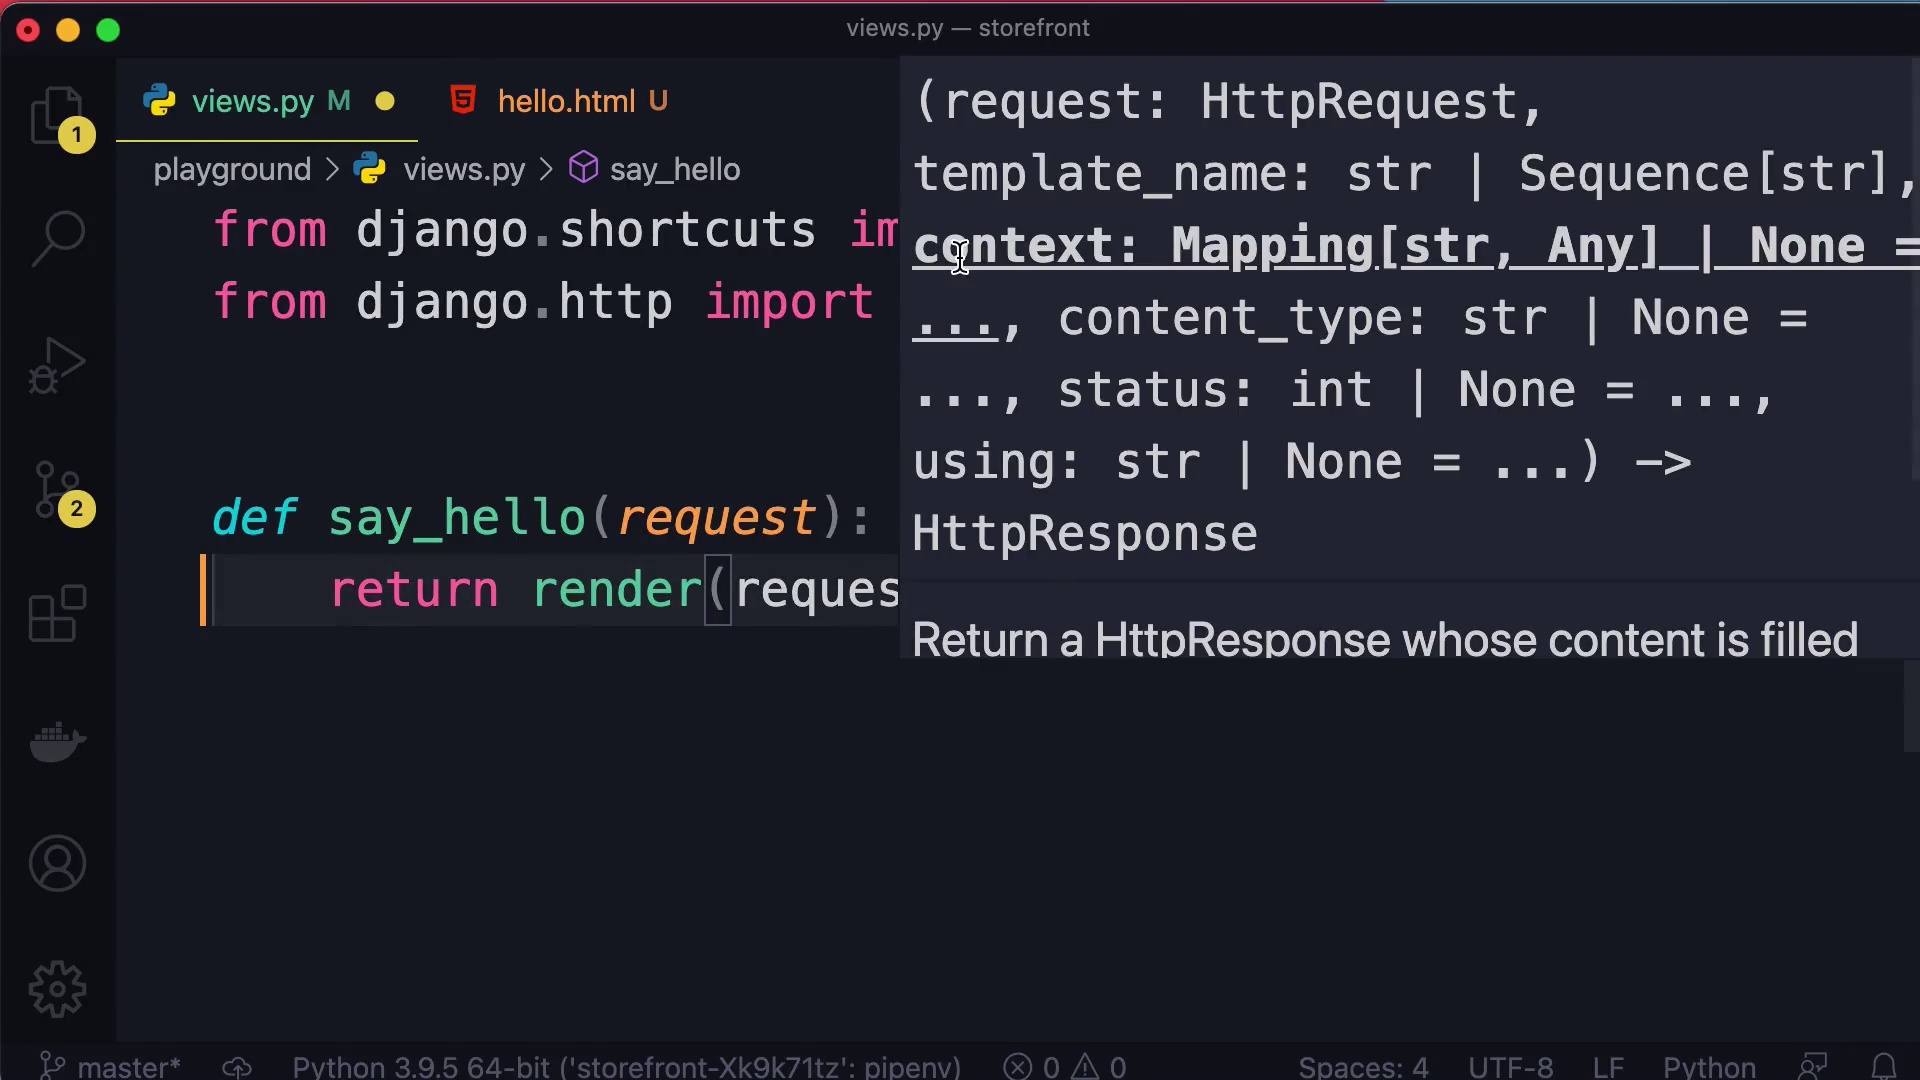 views.py — storefront
views.py M
hello.html U
playground > views.py > say_hello
from django.shortcuts im
from django.http import
def say_hello(request):
return render(reques
(request: HttpRequest,
template_name: str | Sequence[str],
context: Mapping[str, Any] | None =
..., content_type: str | None =
..., status: int | None = ...,
using: str | None = ...) ->
HttpResponse
Return a HttpResponse whose content is filled
1
2
master* Python 3.9.5 64-bit ('storefront-Xk9k71tz': pipenv) 0 0 Spaces: 4 UTF-8 LF Python